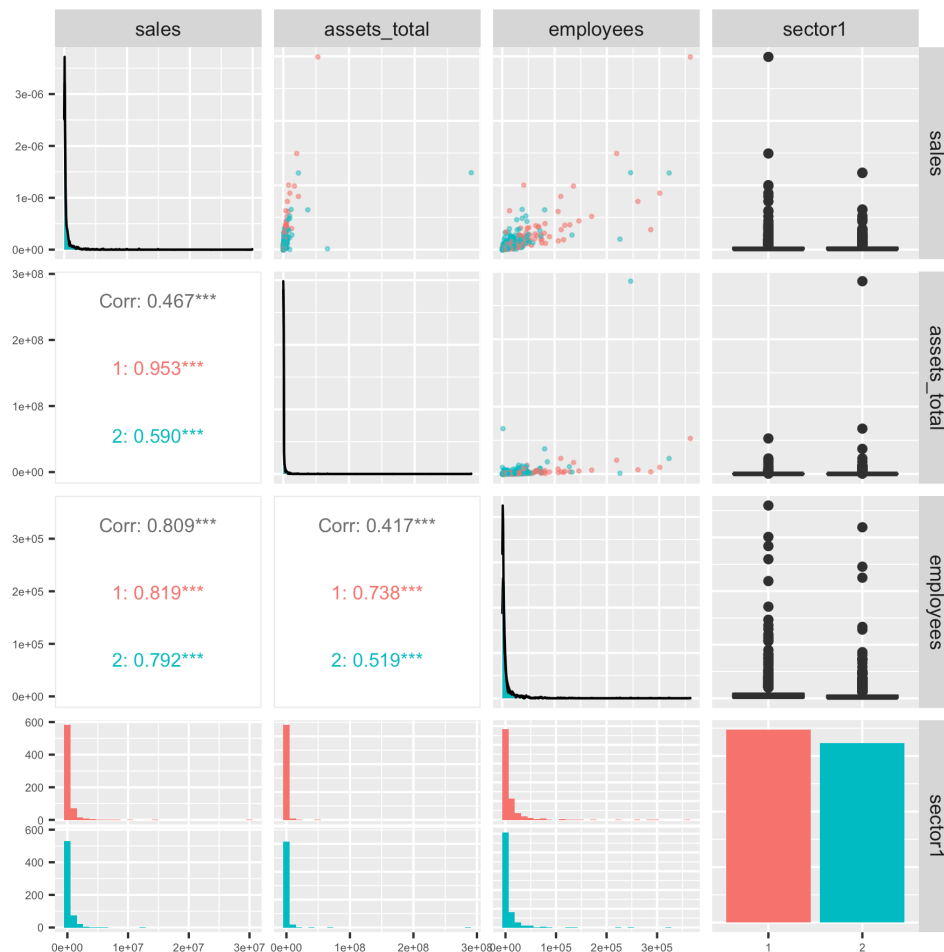 sales
assets_total
employees
sector1
3e-06
2e-06
1e-06
0e+00
sales
3e+08
2e+08
1e+08
0e+00
Corr: 0.467***
1: 0.953***
2: 0.590***
assets_total
3e+05
2e+05
1e+05
0e+00
Corr: 0.809***
1: 0.819***
2: 0.792***
Corr: 0.417***
1: 0.738***
2: 0.519***
employees
600
400
200
0
600
400
200
0
sector1
0e+00 1e+07 2e+07 3e+07
0e+00 1e+08 2e+08 3e+08
0e+00 1e+05 2e+05 3e+05
1 2